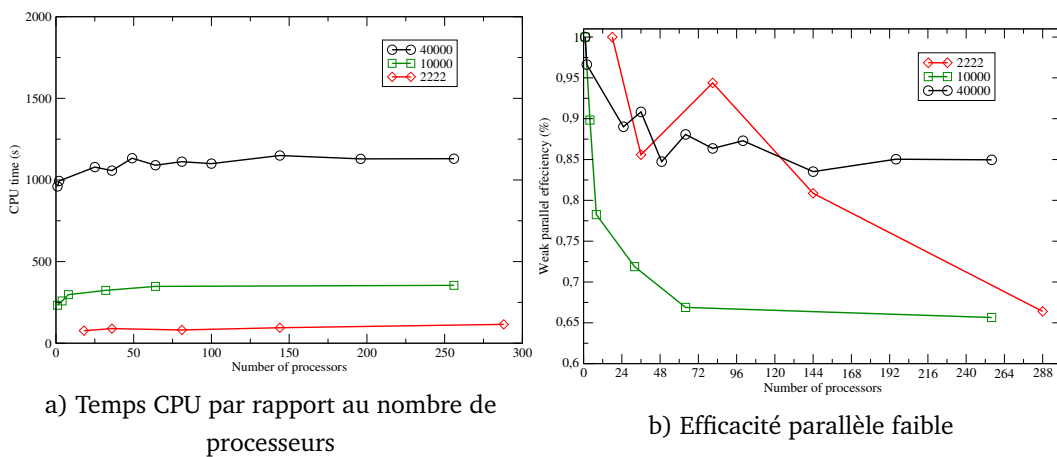 2000
1500
1000
500
0
CPU time (s)
40000
10000
2222
0 50 100 150 200 250 300
Number of processors
a) Temps CPU par rapport au nombre de
processeurs
1
0,95
0,9
0,85
0,8
0,75
0,7
0,65
0,6
Weak parallel effeciency (%)
2222
10000
40000
0 24 48 72 96 120 144 168 192 216 240 264 288
Number of processors
b) Efficacité parallèle faible